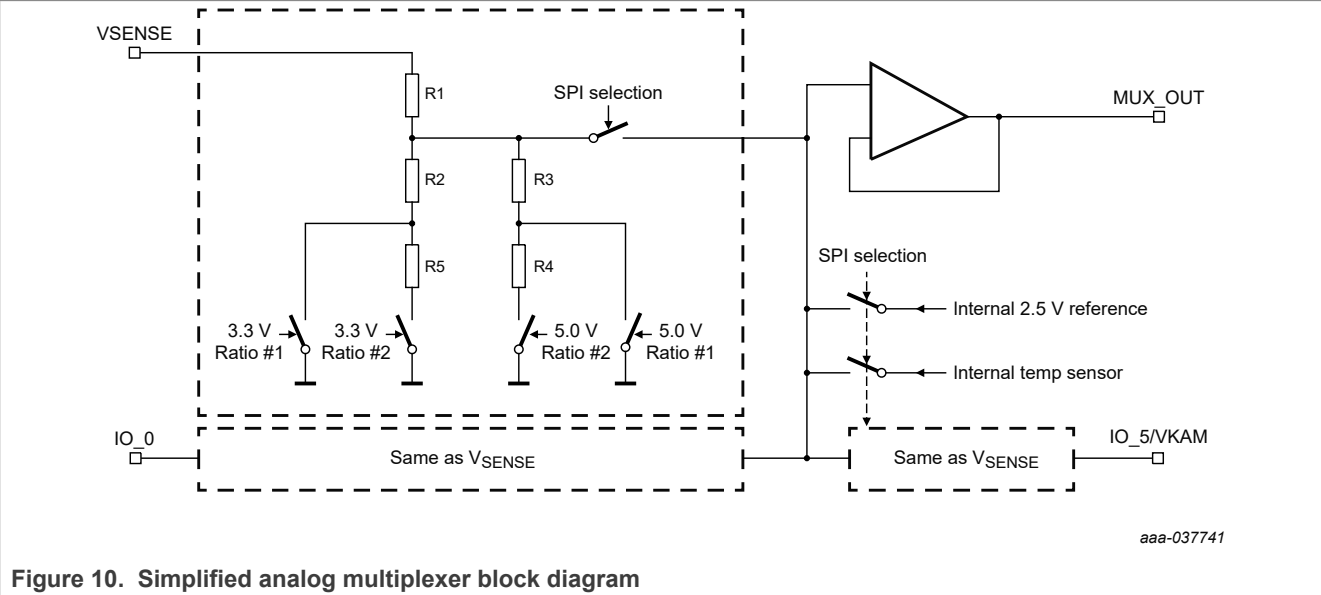 VSENSE
R1
SPI selection
MUX_OUT
R2
R3
R5
R4
SPI selection
Internal 2.5 V reference
3.3 V
Ratio #1
3.3 V
Ratio #2
5.0 V
Ratio #2
5.0 V
Ratio #1
Internal temp sensor
IO_0
Same as VSENSE
Same as VSENSE
IO_5/VKAM
aaa-037741
Figure 10. Simplified analog multiplexer block diagram